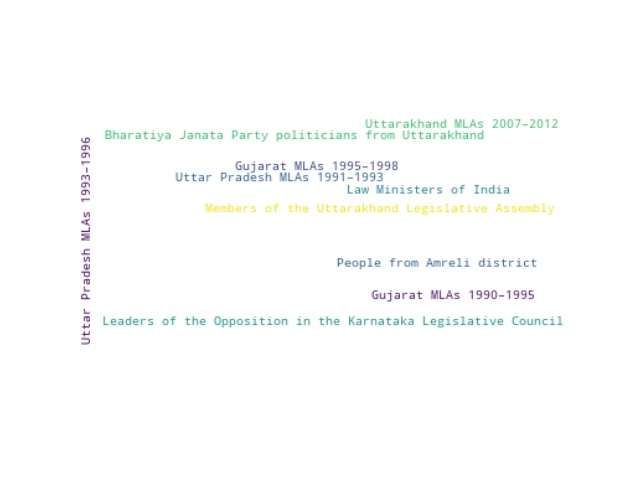 Uttarakhand MLAs 2007–2012
Bharatiya Janata Party politicians from Uttarakhand
Uttar Pradesh MLAs 1993–1996
Gujarat MLAs 1995–1998
Uttar Pradesh MLAs 1991–1993
Law Ministers of India
Members of the Uttarakhand Legislative Assembly
People from Amreli district
Gujarat MLAs 1990–1995
Leaders of the Opposition in the Karnataka Legislative Council